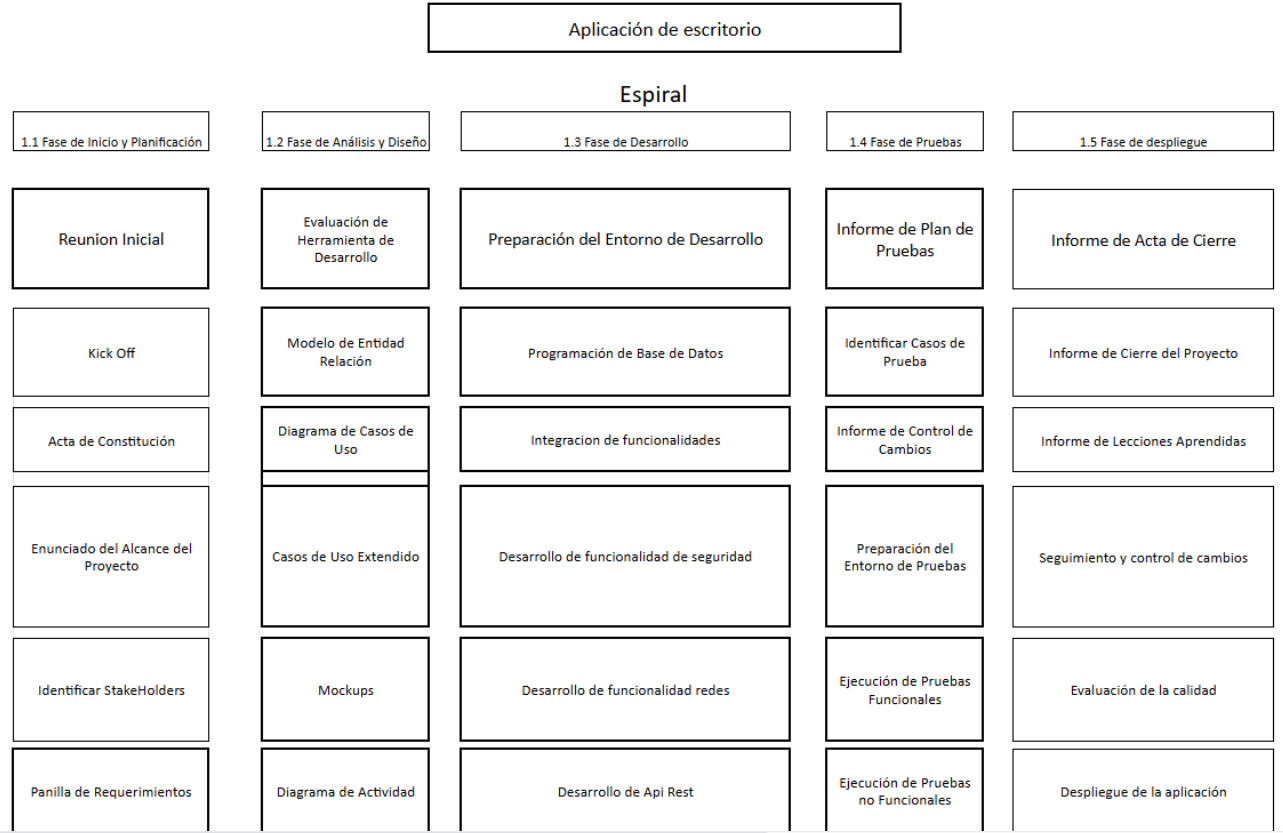 Aplicación de escritorio
Espiral
1.1 Fase de Inicio y Planificación
1.2 Fase de Análisis y Diseño
1.3 Fase de Desarrollo
1.4 Fase de Pruebas
1.5 Fase de despliegue
Reunion Inicial
Evaluación de
Herramienta de
Desarrollo
Preparación del Entorno de Desarrollo
Informe de Plan de
Pruebas
Informe de Acta de Cierre
Kick Off
Modelo de Entidad
Relación
Programación de Base de Datos
Identificar Casos de
Prueba
Informe de Cierre del Proyecto
Acta de Constitución
Diagrama de Casos de
Uso
Integracion de funcionalidades
Informe de Control de
Cambios
Informe de Lecciones Aprendidas
Enunciado del Alcance del
Proyecto
Casos de Uso Extendido
Desarrollo de funcionalidad de seguridad
Preparación del
Entorno de Pruebas
Seguimiento y control de cambios
Identificar StakeHolders
Mockups
Desarrollo de funcionalidad redes
Ejecución de Pruebas
Funcionales
Evaluación de la calidad
Panilla de Requerimientos
Diagrama de Actividad
Desarrollo de Api Rest
Ejecución de Pruebas
no Funcionales
Despliegue de la aplicación